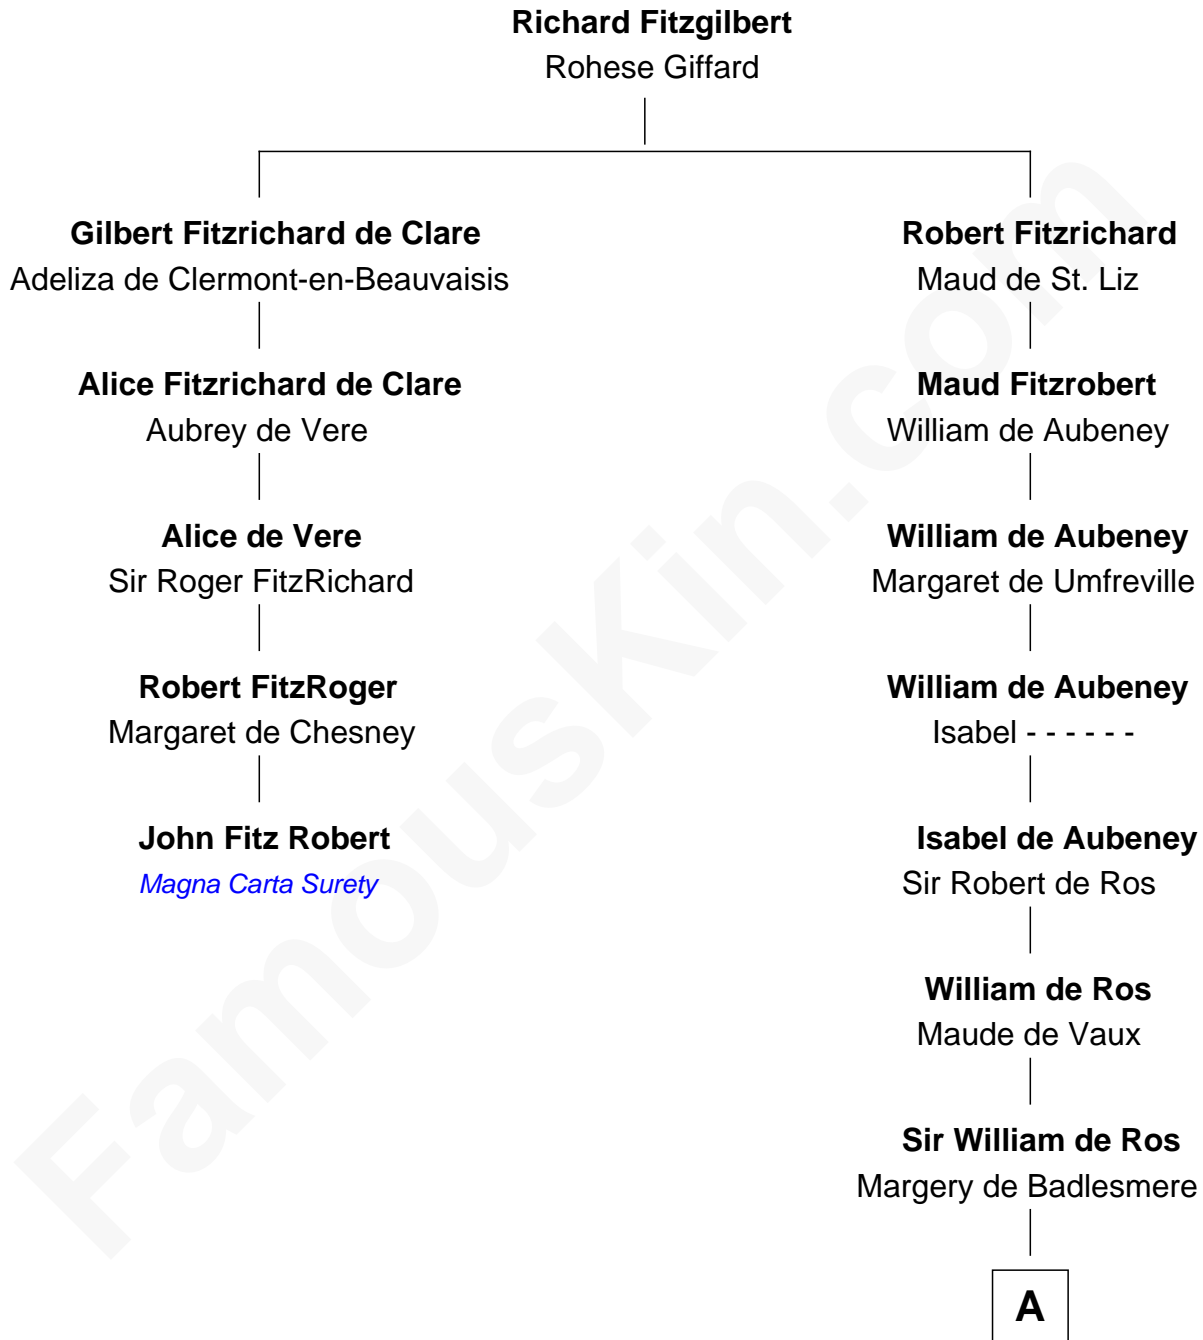 Richard Fitzgilbert
Rohese Giffard
Gilbert Fitzrichard de Clare
Adeliza de Clermont-en-Beauvaisis
Alice Fitzrichard de Clare
Aubrey de Vere
Alice de Vere
Sir Roger FitzRichard
Robert FitzRoger
Margaret de Chesney
John Fitz Robert
Magna Carta Surety
Robert Fitzrichard
Maud de St. Liz
Maud Fitzrobert
William de Aubeney
William de Aubeney
Margaret de Umfreville
William de Aubeney
Isabel - - - - - -
Isabel de Aubeney
Sir Robert de Ros
William de Ros
Maude de Vaux
Sir William de Ros
Margery de Badlesmere
A
FamousKin.com